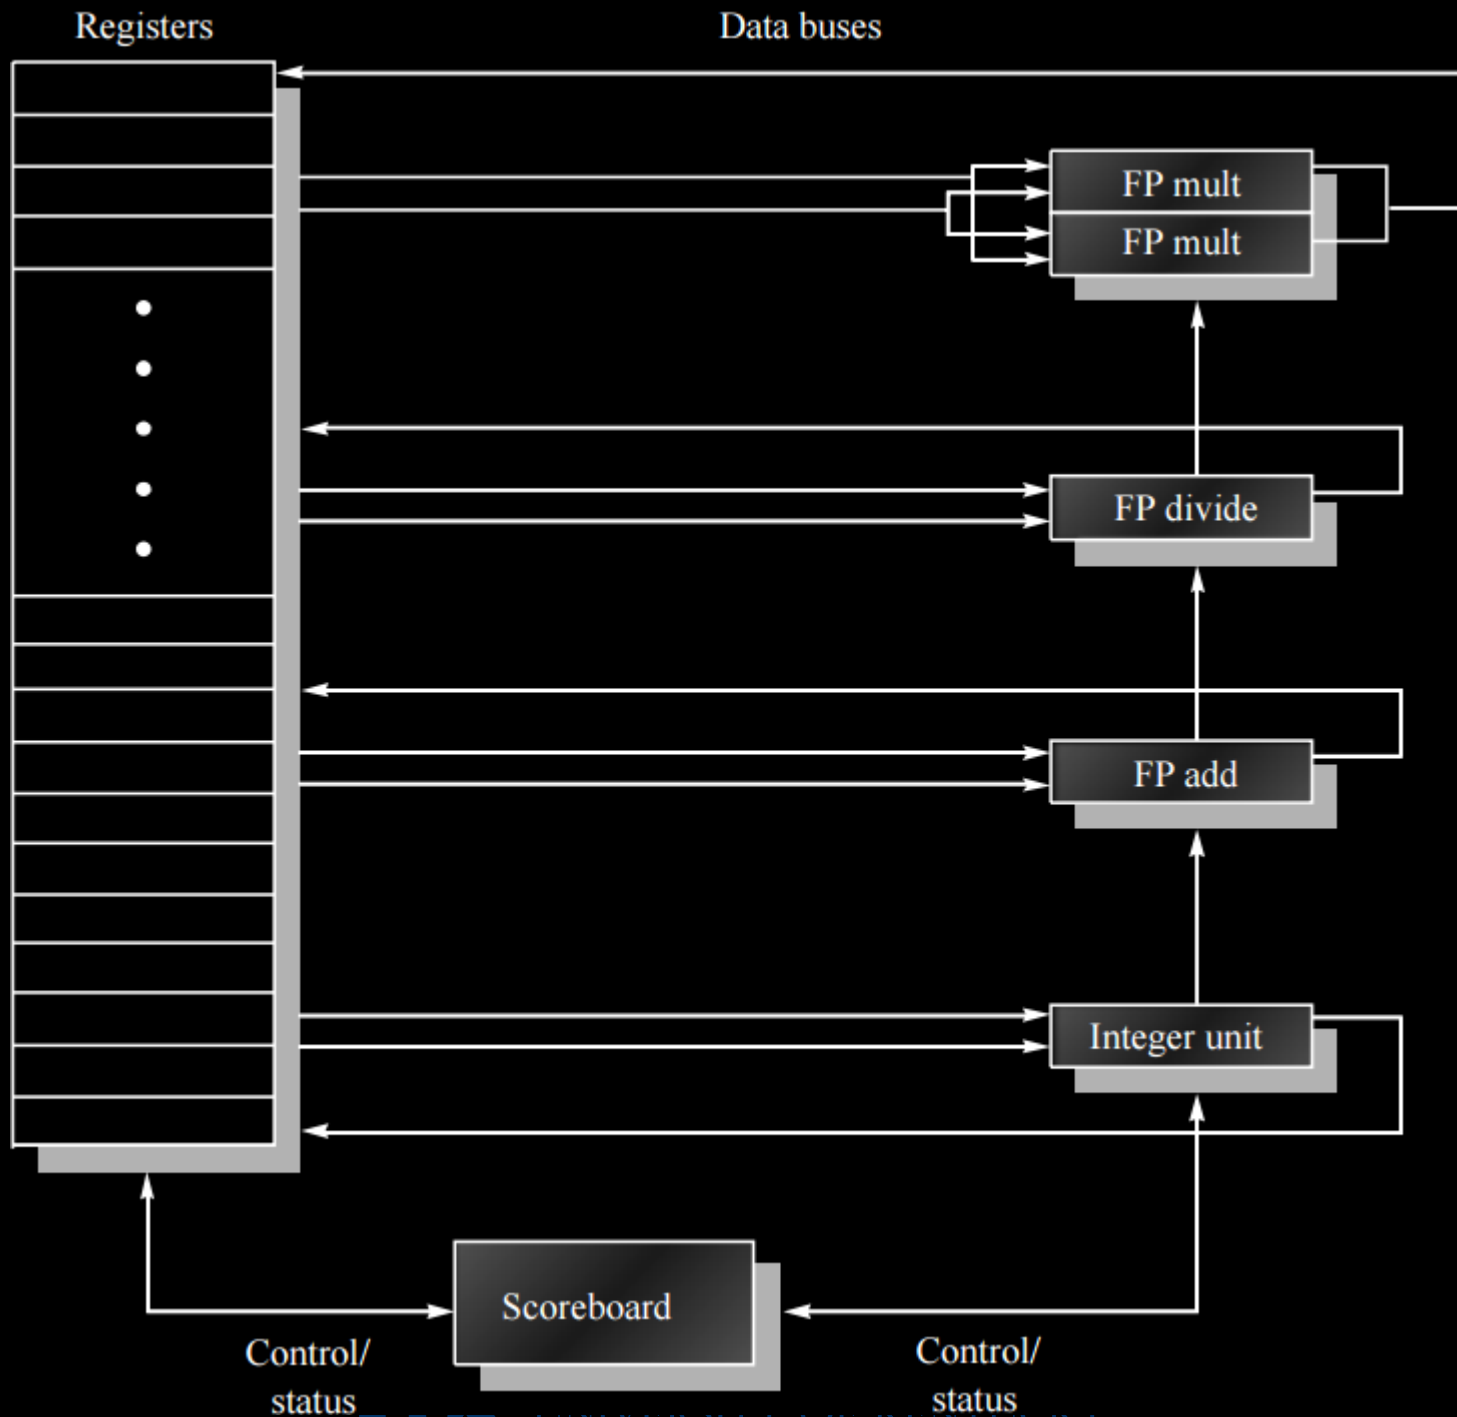 Registers
Data buses
FP mult
FP mult
FP divide
FP add
Integer unit
Scoreboard
Control/
status
Control/
status